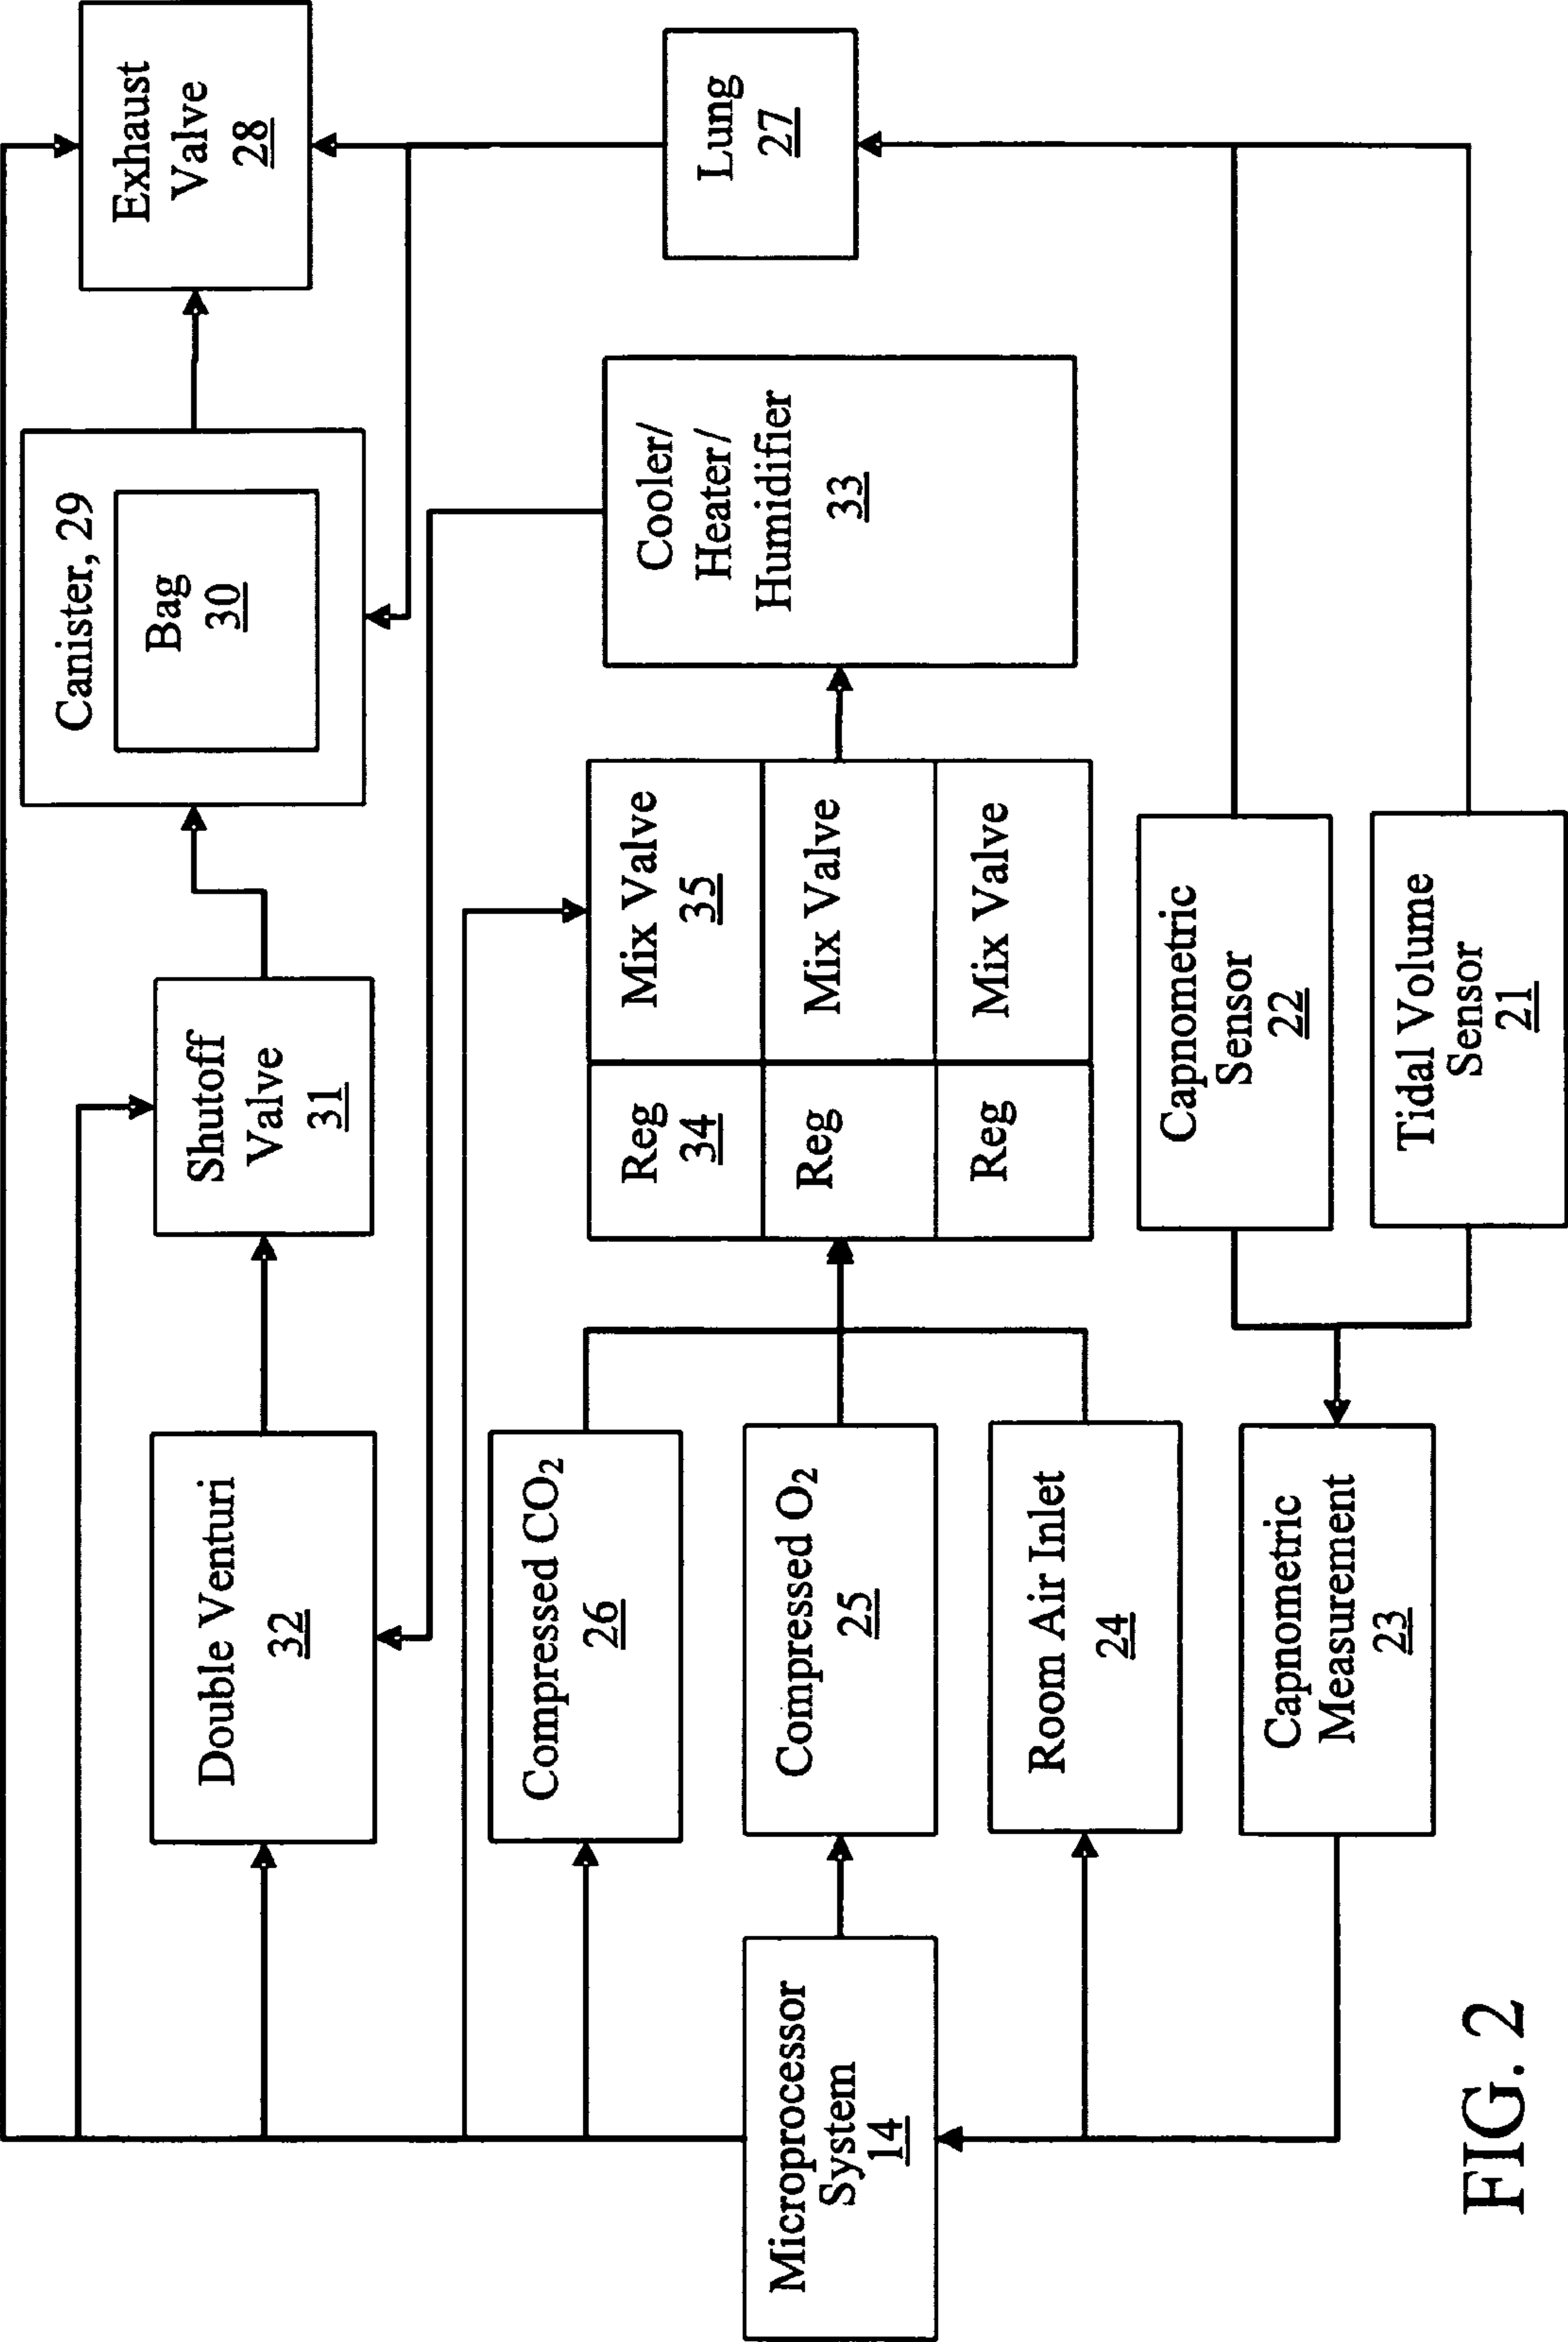 Exhaust
Valve
28
Canister, 29
Bag
30
Shutoff
Valve
31
Double Venturi
32
Lung
27
Cooler/
Heater/
Humidifier
33
Mix Valve
35
Mix Valve
Mix Valve
Reg
34
Reg
Reg
Compressed CO₂
26
Compressed O₂
25
Room Air Inlet
24
Capnometric
Sensor
22
Tidal Volume
Sensor
21
Capnometric
Measurement
23
Microprocessor
System
14
FIG. 2